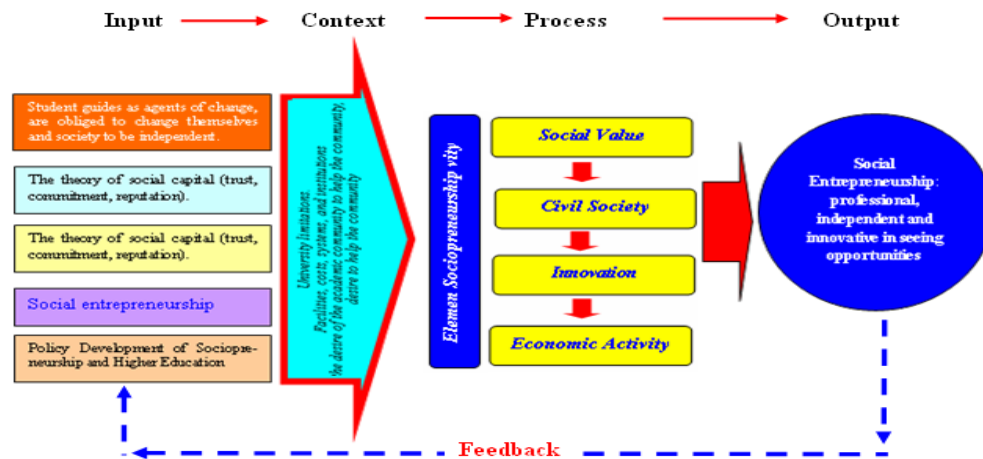 Input Context Process Output
Student guides as agents of change,
are obliged to change themselves
and society to be independent.
The theory of social capital (trust,
commitment, reputation).
The theory of social capital (trust,
commitment, reputation).
Social entrepreneurship
Policy Development of Sociopre-
neurship and Higher Education
University limitations.
Facilities, costs, systems, and institutions
the desire of the academic community to help the community,
desire to help the community
Elemen Sociopreneurship vity
Social Value
Civil Society
Innovation
Economic Activity
Social
Entrepreneurship:
professional,
independent and
innovative in seeing
opportunities
Feedback